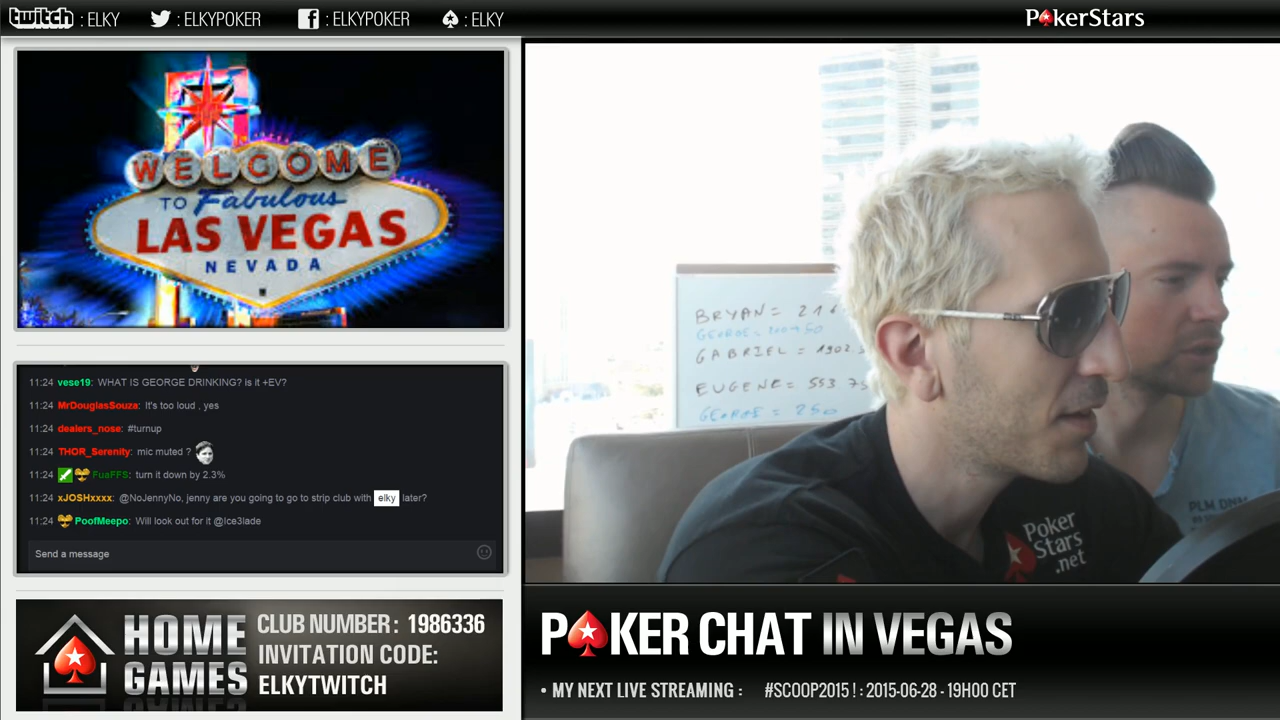 twitch : ELKY
: ELKYPOKER
: ELKYPOKER
: ELKY
PokerStars
WELCOME
TO Fabulous
LAS VEGAS
NEVADA
BRYAN = 21
GEORGE =
GABRIEL = 1902.
EUGENE = 553 75
GEORGE = 250
11:24 vese19: WHAT IS GEORGE DRINKING? is it +EV?
11:24 MrDouglasSouza: It's too loud . yes
11:24 dealers_nose: #turnup
11:24 THOR_Serenity: mic muted ?
11:24 FuaFFS: turn it down by 2.3%
11:24 xJOSHxxxx: @NoJennyNo, jenny are you going to go to strip club with elky later?
11:24 PoofMeepo: Will look out for it @Ice3lade
Send a message
Poker
Stars
.net
PLM DNM
HOME
GAMES
CLUB NUMBER : 1986336
INVITATION CODE:
ELKYTWITCH
POKER CHAT IN VEGAS
• MY NEXT LIVE STREAMING : #SCOOP2015 ! : 2015-06-28 - 19H00 CET